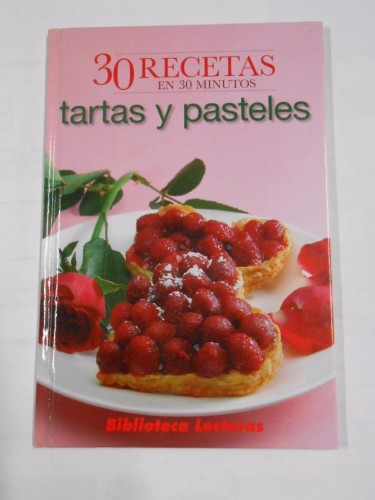 30 RECETAS
EN 30 MINUTOS
tartas y pasteles
Biblioteca Lecturas